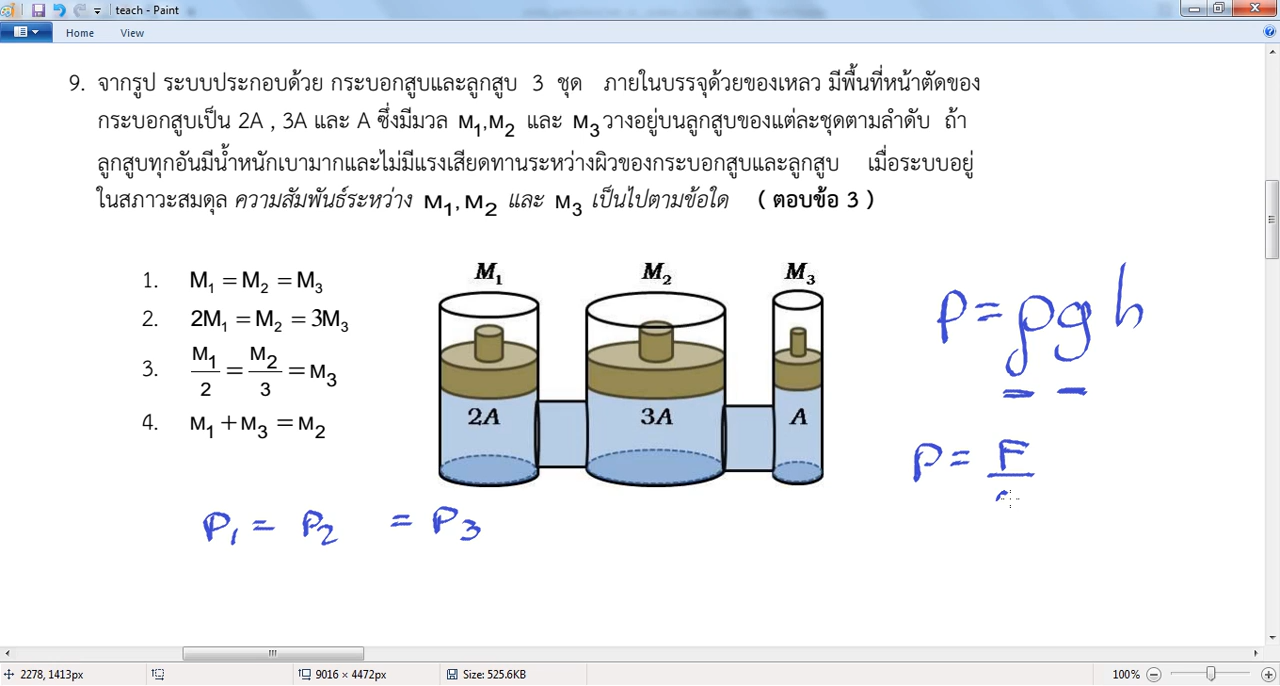 teach - Paint
Home View
9. จากรูป ระบบประกอบด้วย กระบอกสูบและลูกสูบ 3 ชุด ภายในบรรจุด้วยของเหลว มีพื้นที่หน้าตัดของ
กระบอกสูบเป็น 2A , 3A และ A ซึ่งมีมวล M₁,M₂ และ M₃ วางอยู่บนลูกสูบของแต่ละชุดตามลำดับ ถ้า
ลูกสูบทุกอันมีน้ำหนักเบามากและไม่มีแรงเสียดทานระหว่างผิวของกระบอกสูบและลูกสูบ เมื่อระบบอยู่
ในสภาวะสมดุล ความสัมพันธ์ระหว่าง M₁, M₂ และ M₃ เป็นไปตามข้อใด ( ตอบข้อ 3 )
1. M₁ = M₂ = M₃
2. 2M₁ = M₂ = 3M₃
3. M₁/2 = M₂/3 = M₃
4. M₁ + M₃ = M₂
M₁ M₂ M₃
2A 3A A
P = ρgh
P = F
P₁ = P₂ = P₃
2278, 1413px 9016 × 4472px Size: 525.6KB 100%